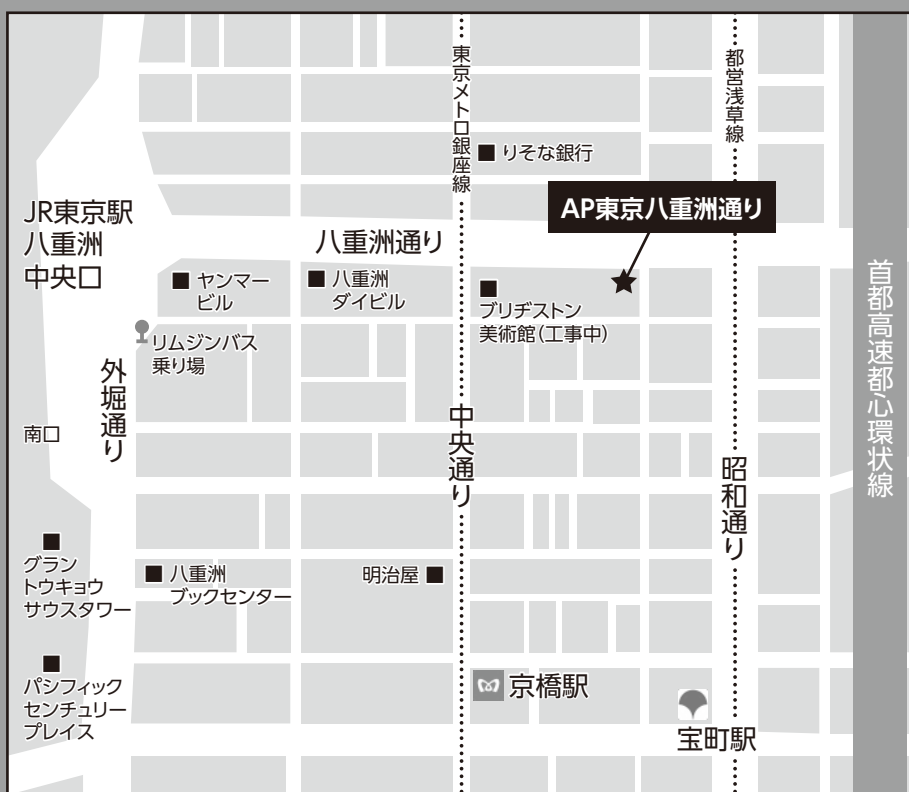 東京メトロ銀座線
都営浅草線
りそな銀行
AP東京八重洲通り
JR東京駅
八重洲
中央口
八重洲通り
ヤンマー
ビル
八重洲
ダイビル
ブリヂストン
美術館(工事中)
首都高速都心環状線
リムジンバス
乗り場
外堀通り
南口
中央通り
昭和通り
グラン
トウキョウ
サウスタワー
八重洲
ブックセンター
明治屋
パシフィック
センチュリー
プレイス
京橋駅
宝町駅